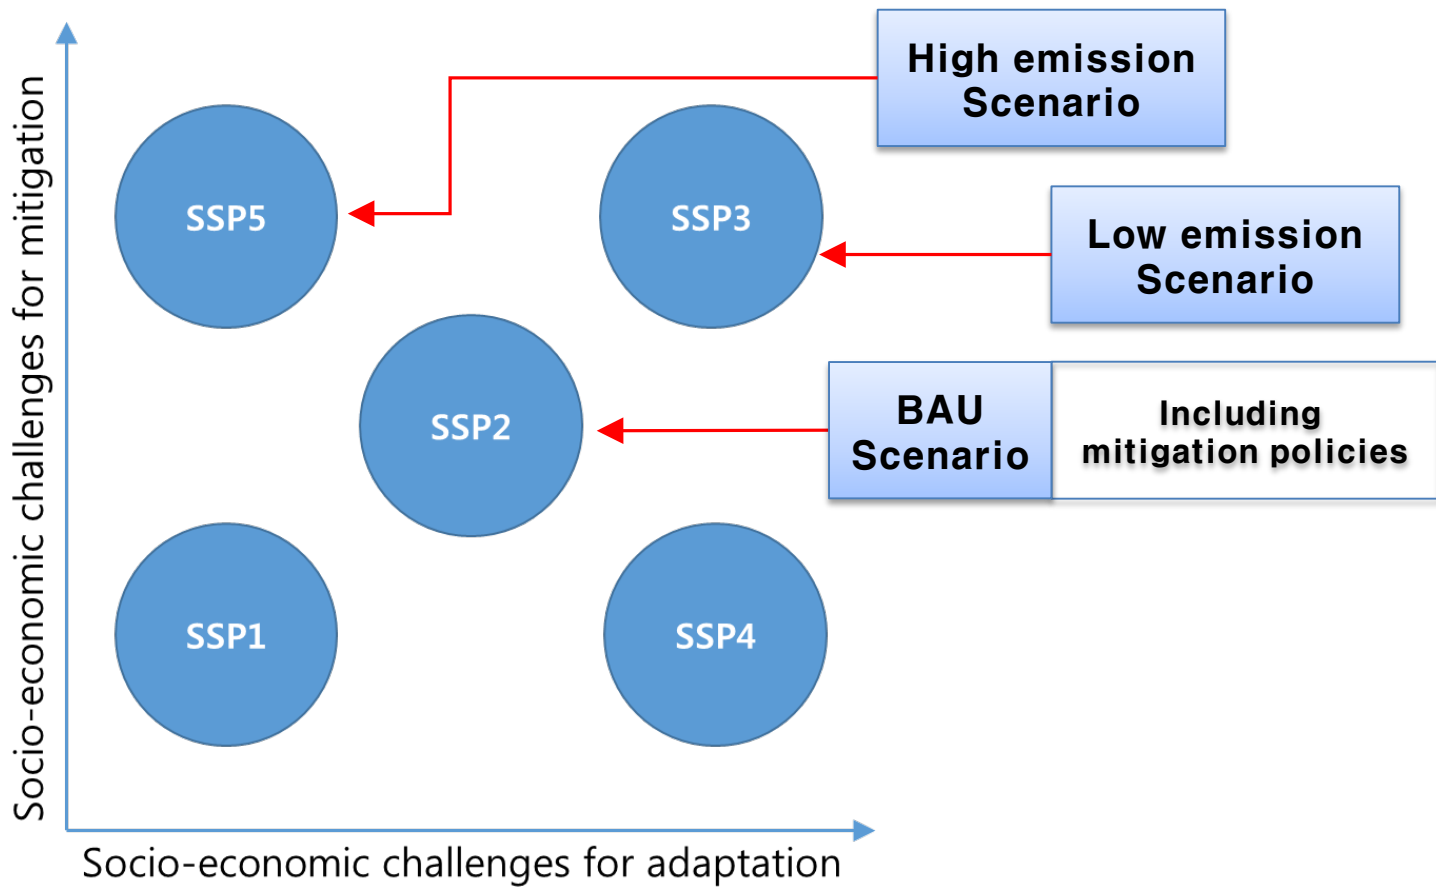 Socio-economic challenges for mitigation
High emission
Scenario
SSP5
SSP3
Low emission
Scenario
SSP2
BAU
Scenario
Including
mitigation policies
SSP1
SSP4
Socio-economic challenges for adaptation